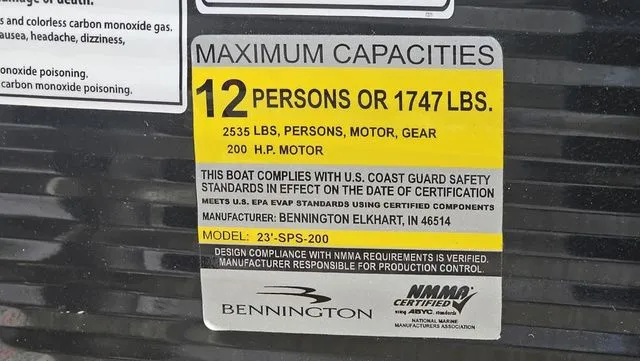 s and colorless carbon monoxide gas.
ausea, headache, dizziness,
onoxide poisoning.
carbon monoxide poisoning.
MAXIMUM CAPACITIES
12 PERSONS OR 1747 LBS.
2535 LBS, PERSONS, MOTOR, GEAR
200 H.P. MOTOR
THIS BOAT COMPLIES WITH U.S. COAST GUARD SAFETY
STANDARDS IN EFFECT ON THE DATE OF CERTIFICATION
MEETS U.S. EPA EVAP STANDARDS USING CERTIFIED COMPONENTS
MANUFACTURER: BENNINGTON ELKHART, IN 46514
MODEL: 23'-SPS-200
DESIGN COMPLIANCE WITH NMMA REQUIREMENTS IS VERIFIED.
MANUFACTURER RESPONSIBLE FOR PRODUCTION CONTROL.
BENNINGTON
NMMA
CERTIFIED
using ABYC standards
NATIONAL MARINE
MANUFACTURERS ASSOCIATION